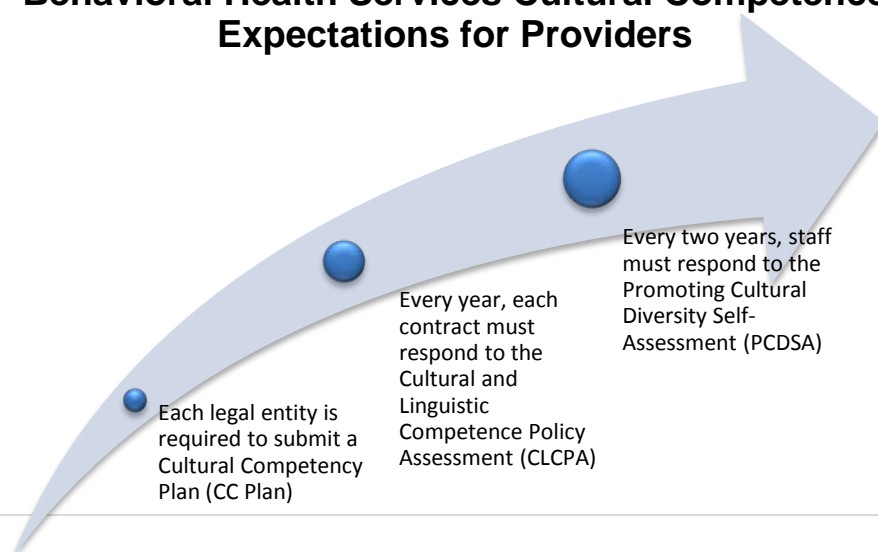 Behavioral Health Services Cultural Competence
Expectations for Providers
Every two years, staff
must respond to the
Promoting Cultural
Diversity Self-
Assessment (PCDSA)
Every year, each
contract must
respond to the
Cultural and
Linguistic
Competence Policy
Assessment (CLCPA)
Each legal entity is
required to submit a
Cultural Competency
Plan (CC Plan)